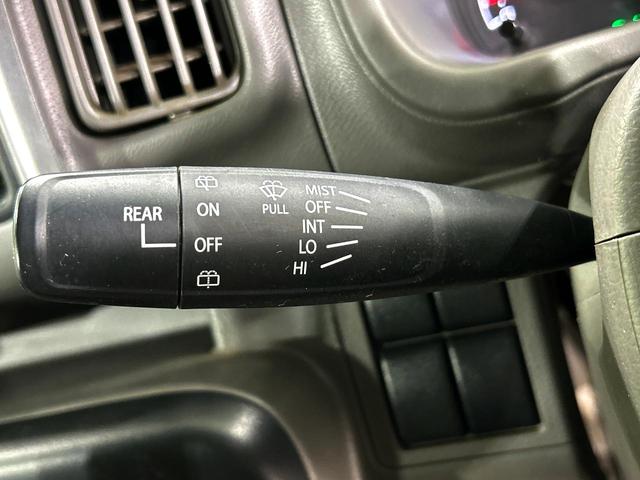 REAR
ON
OFF
PULL
MIST
OFF
INT
LO
HI